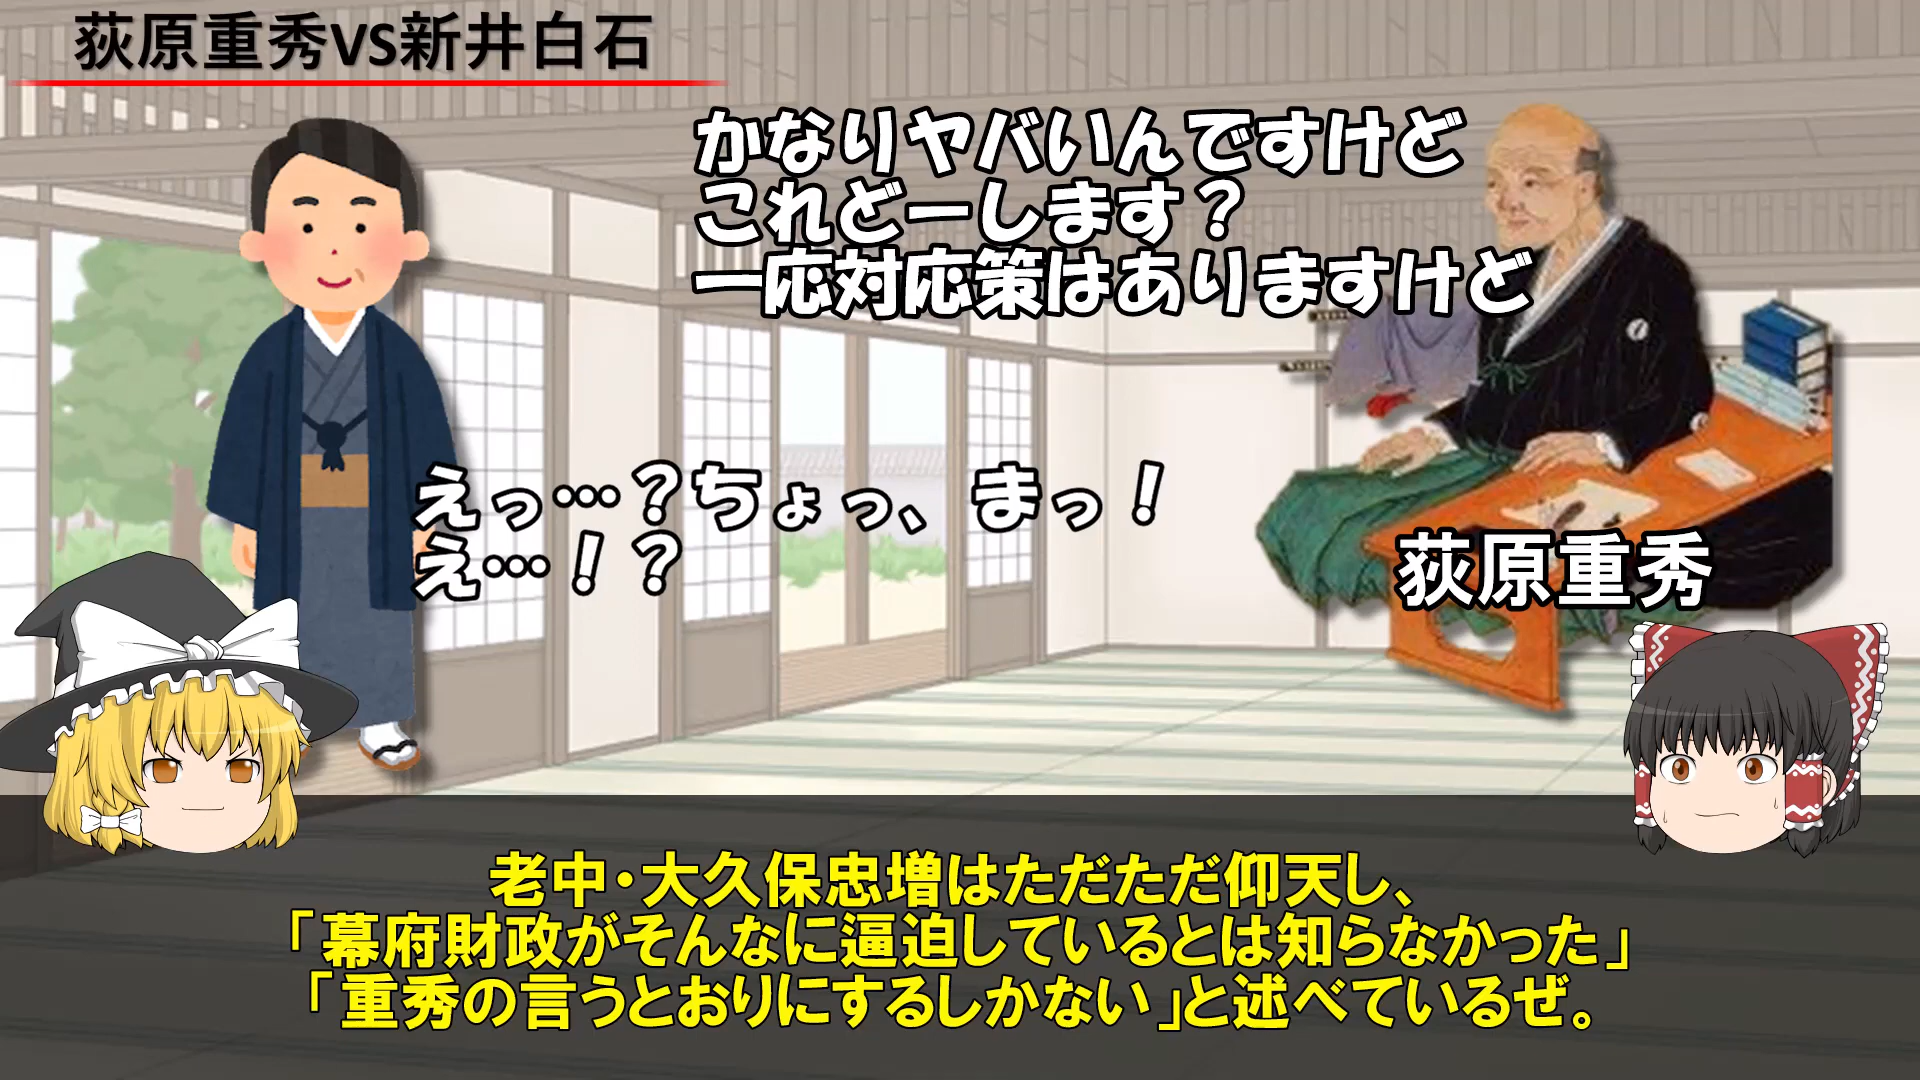 荻原重秀VS新井白石
かなりヤバいんですけど
これどーします？
一応対応策はありますけど
えっ…？ちょっ、まっ！
え…！？
荻原重秀
老中・大久保忠増はただただ仰天し、
「幕府財政がそんなに逼迫しているとは知らなかった」
「重秀の言うとおりにするしかない」と述べているぜ。